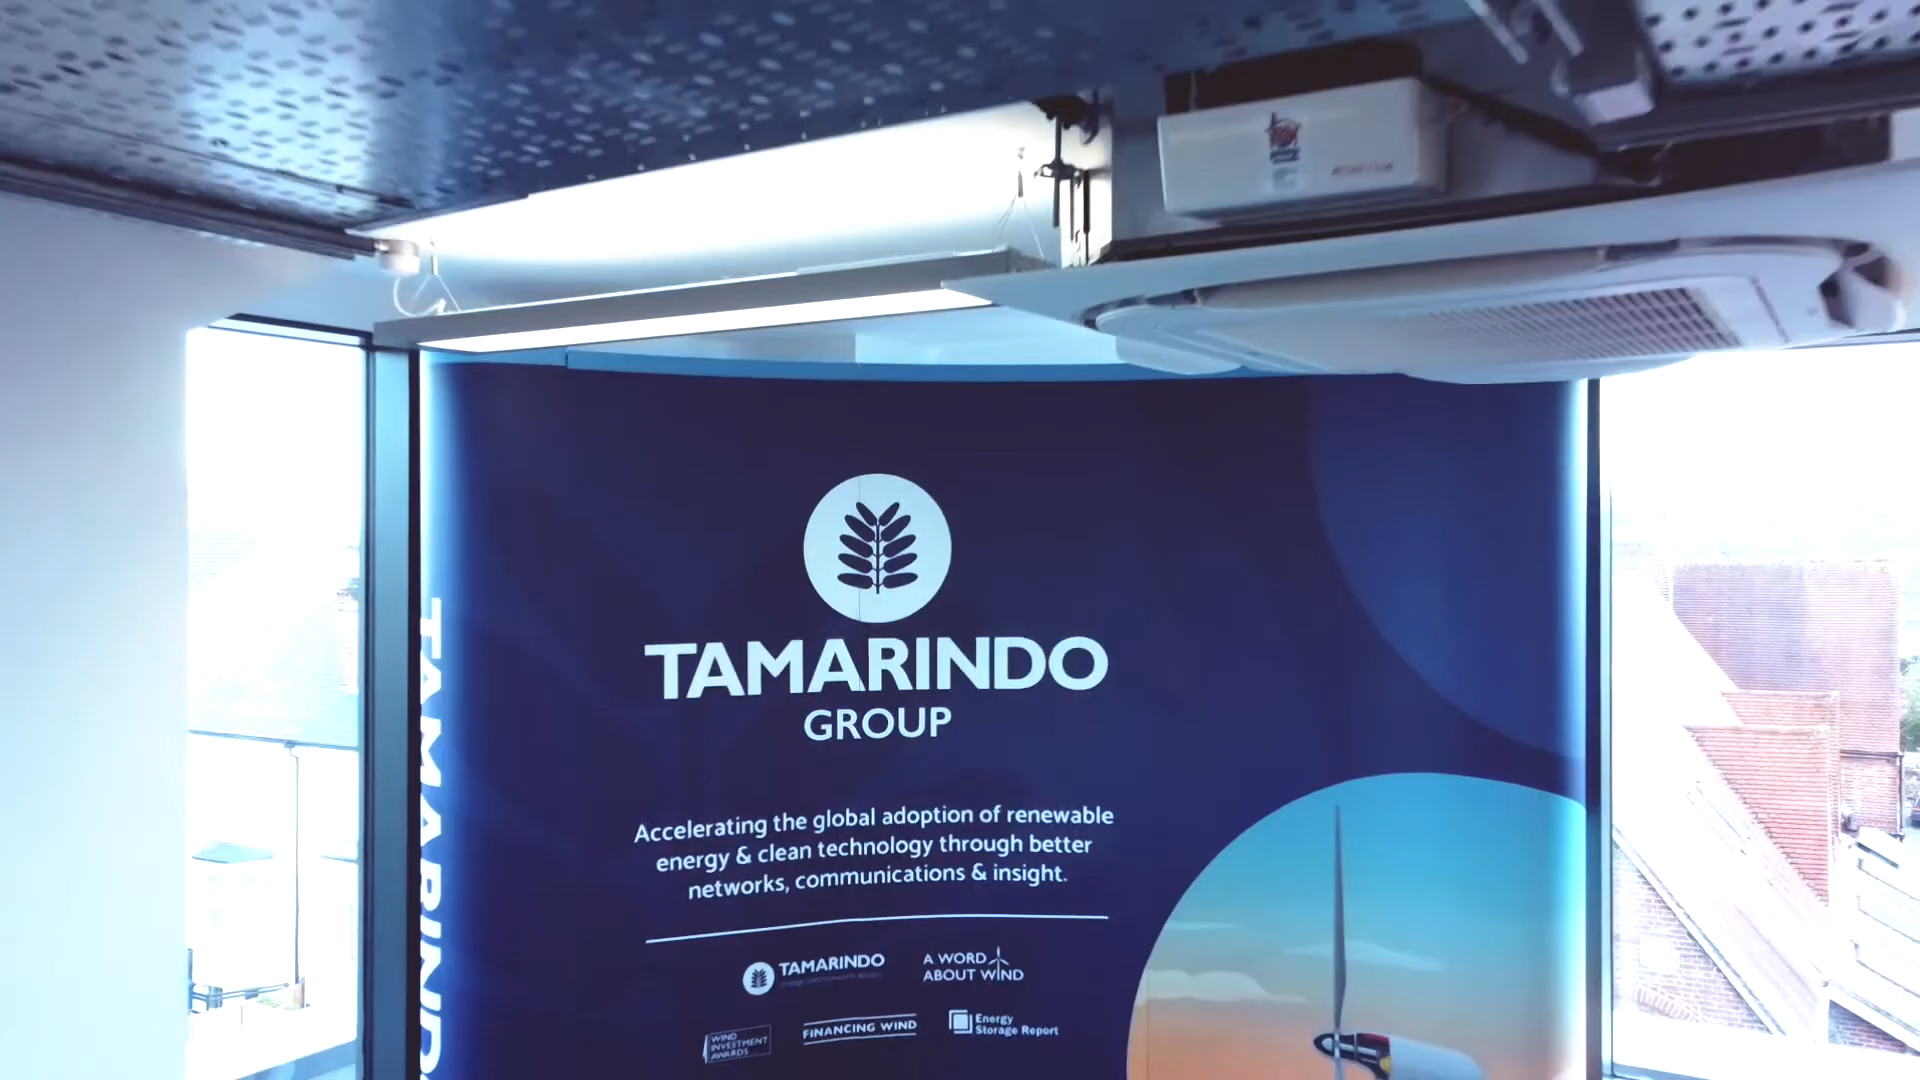 TAMARINDO
GROUP
Accelerating the global adoption of renewable
energy & clean technology through better
networks, communications & insight.
TAMARINDO
A WORD
ABOUT WIND
WIND
INVESTMENT
AWARDS
FINANCING WIND
Energy
Storage Report
TAMARINDO